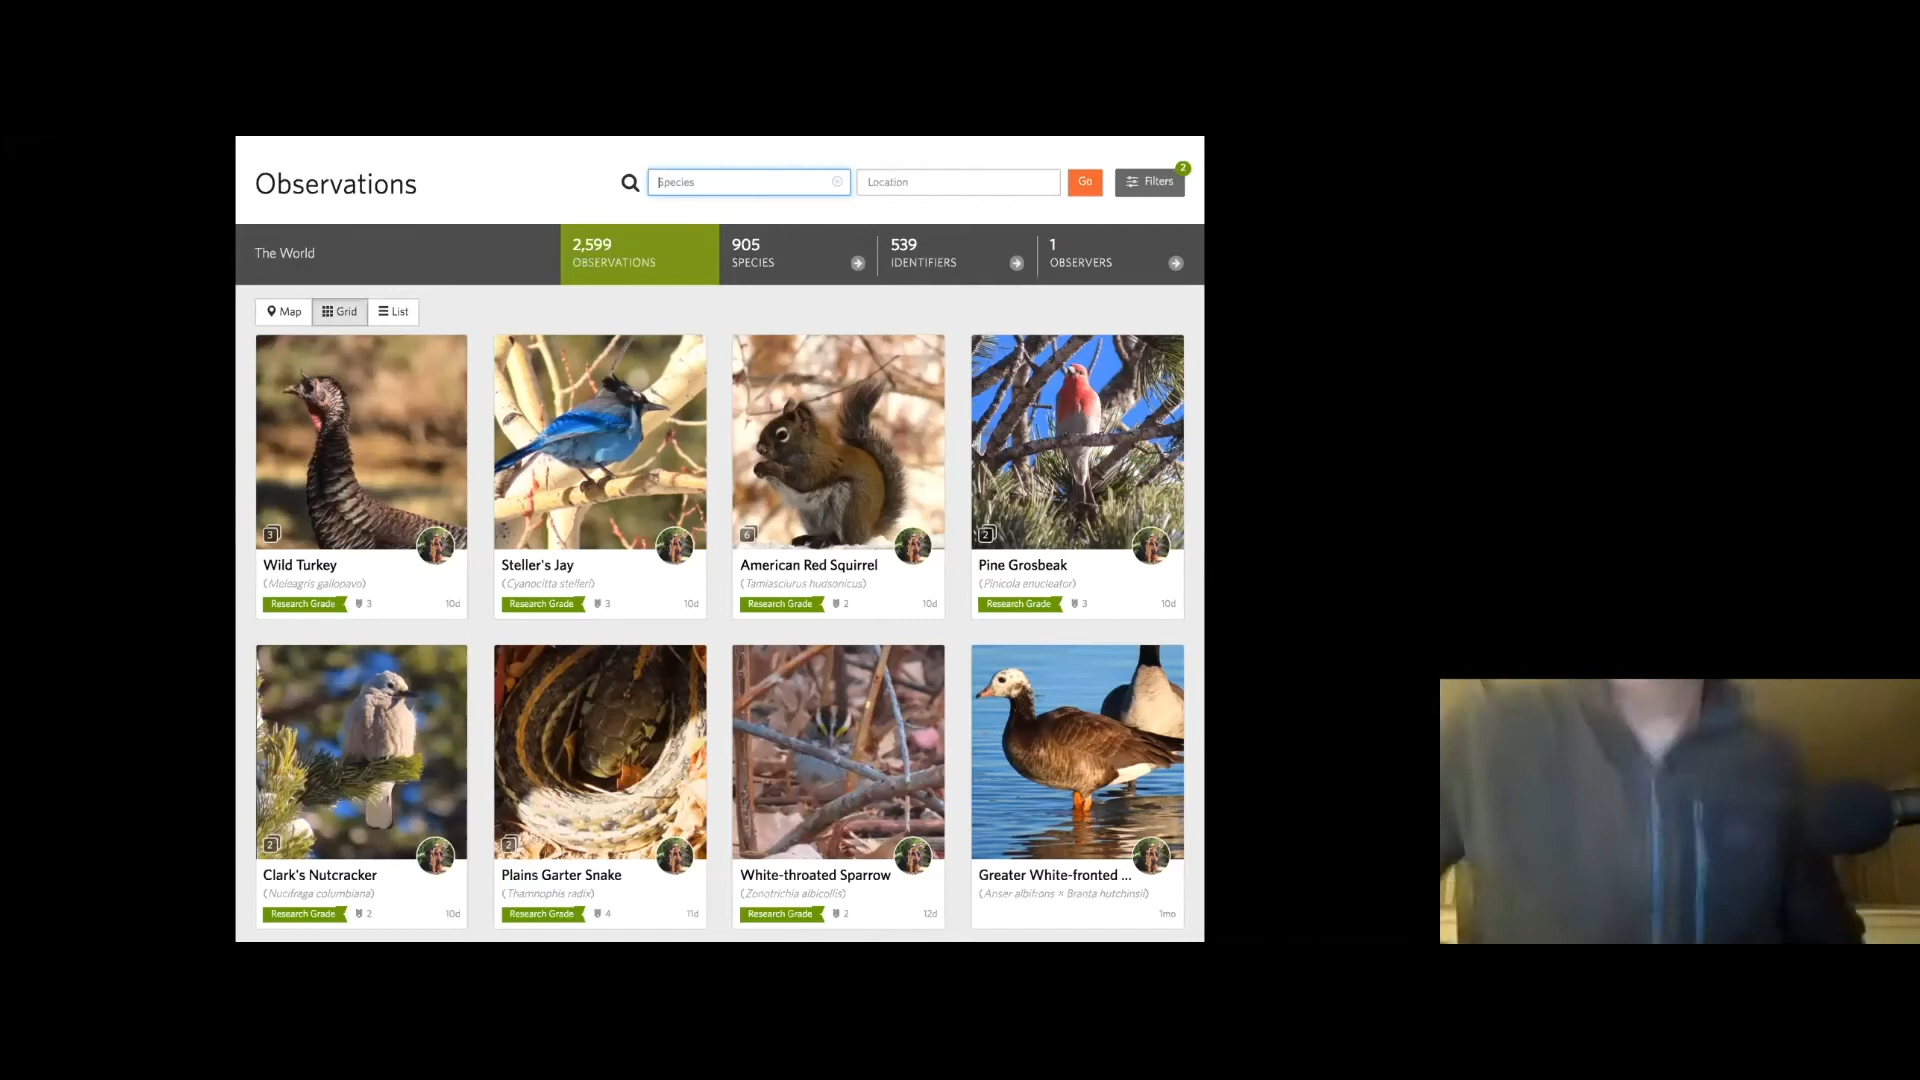 Observations
Species
Location
Go
Filters
2
The World
2,599
OBSERVATIONS
905
SPECIES
539
IDENTIFIERS
1
OBSERVERS
Map
Grid
List
3
6
2
Wild Turkey
(Meleagris gallopavo)
Research Grade
3
10d
Steller's Jay
(Cyanocitta stelleri)
Research Grade
3
10d
American Red Squirrel
(Tamiasciurus hudsonicus)
Research Grade
2
10d
Pine Grosbeak
(Pinicola enucleator)
Research Grade
3
10d
2
2
Clark's Nutcracker
(Nucifraga columbiana)
Research Grade
2
10d
Plains Garter Snake
(Thamnophis radix)
Research Grade
4
11d
White-throated Sparrow
(Zonotrichia albicollis)
Research Grade
2
12d
Greater White-fronted ...
(Anser albifrons × Branta hutchinsii)
1mo